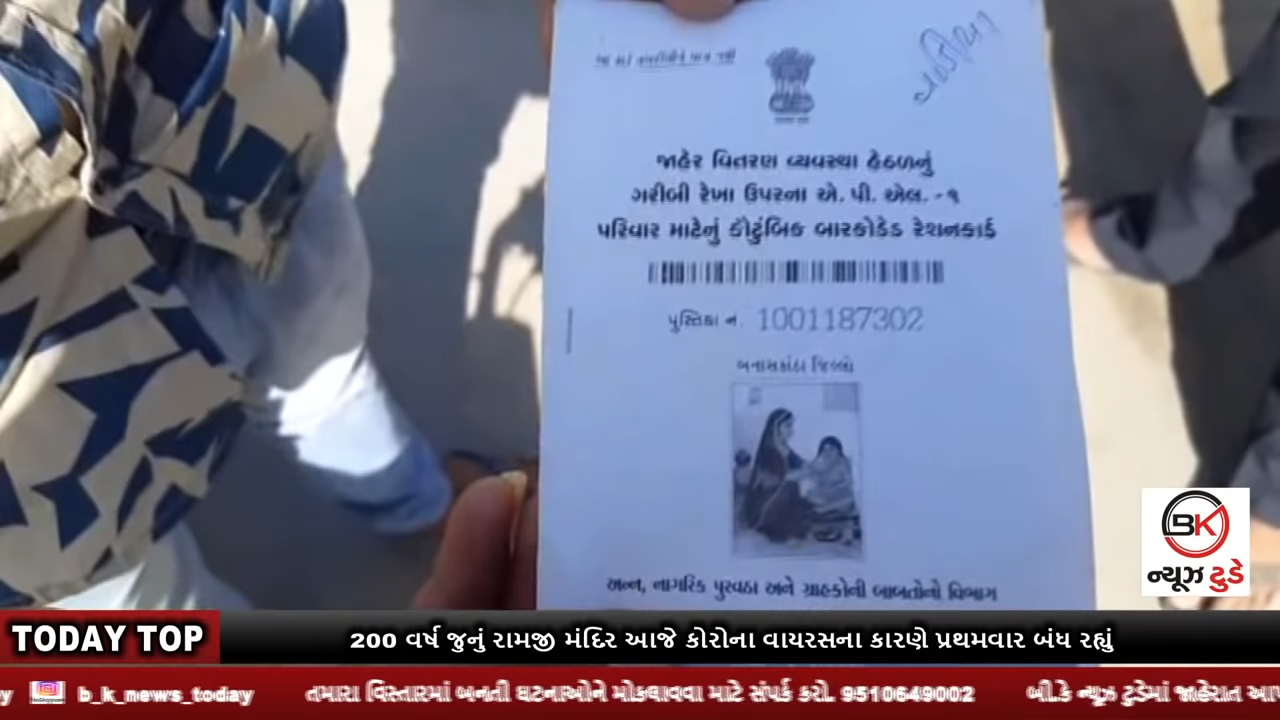 જાહેર વિતરણ વ્યવસ્થા હેઠળનું
ગરીબી રેખા ઉપરના એ. પી. એલ. - ૧
પરિવાર માટેનું કૌટુંબિક બારકોડેડ રેશનકાર્ડ
પુસ્તિકા નં. 1001187302
બનાસકાંઠા જિલ્લો
અન્ન, નાગરિક પુરવઠા અને ગ્રાહકોની બાબતોનો વિભાગ
BK
ન્યૂઝ ટુડે
TODAY TOP
200 વર્ષ જુનું રામજી મંદિર આજે કોરોના વાયરસના કારણે પ્રથમવાર બંધ રહ્યું
b_k_news_today તમારા વિસ્તારમાં બનતી ઘટનાઓને મોકલાવવા માટે સંપર્ક કરો. 9510649002 બી.કે ન્યૂઝ ટુડેમાં જાહેરાત